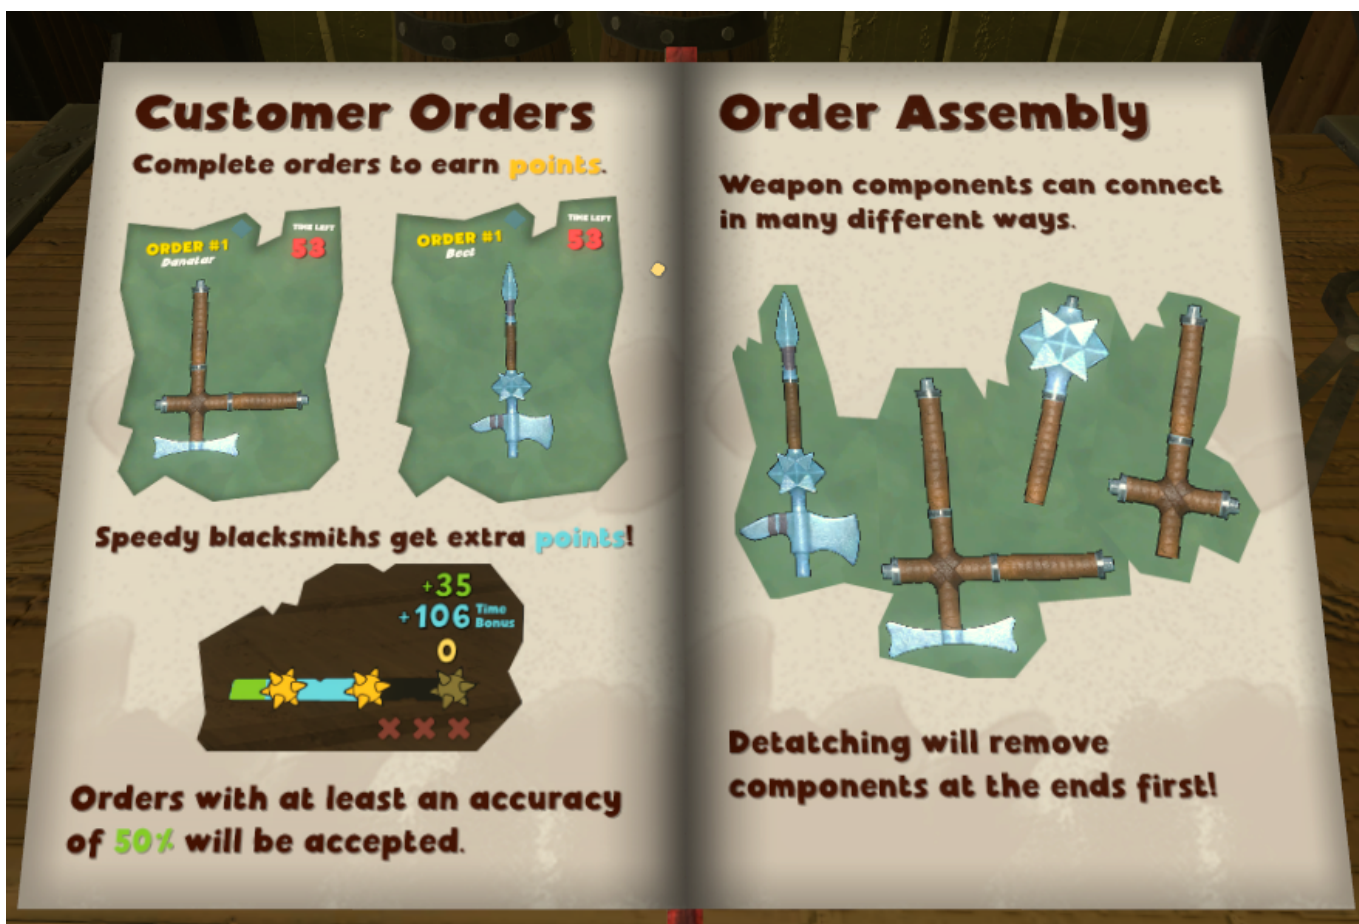 Customer Orders
Complete orders to earn points.
ORDER #1
Danatar
TIME LEFT
53
ORDER #1
Beel
TIME LEFT
53
Speedy blacksmiths get extra points!
+35
+106 Time Bonus
0
Orders with at least an accuracy
of 50% will be accepted.
Order Assembly
Weapon components can connect
in many different ways.
Detatching will remove
components at the ends first!